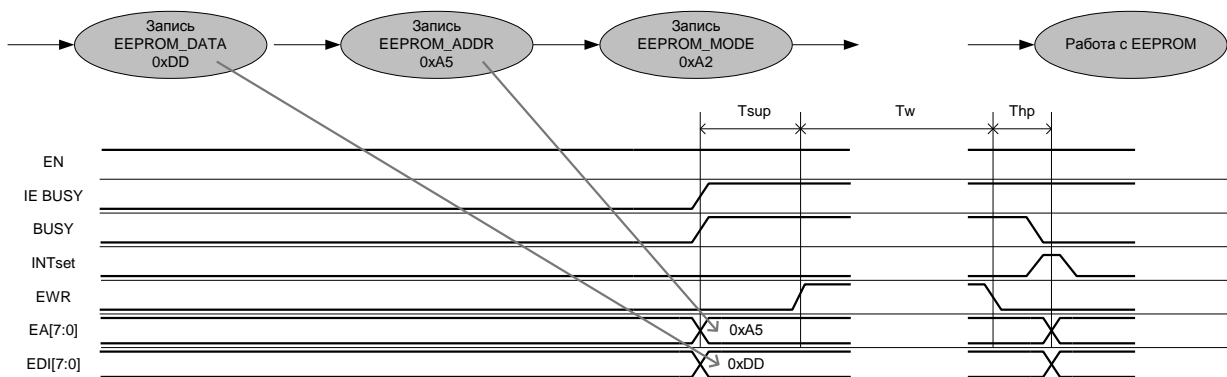 Запись
EEPROM_DATA
0xDD
Запись
EEPROM_ADDR
0xA5
Запись
EEPROM_MODE
0xA2
Работа с EEPROM
Tsup
Tw
Thp
EN
IE BUSY
BUSY
INTset
EWR
EA[7:0]
0xA5
EDI[7:0]
0xDD